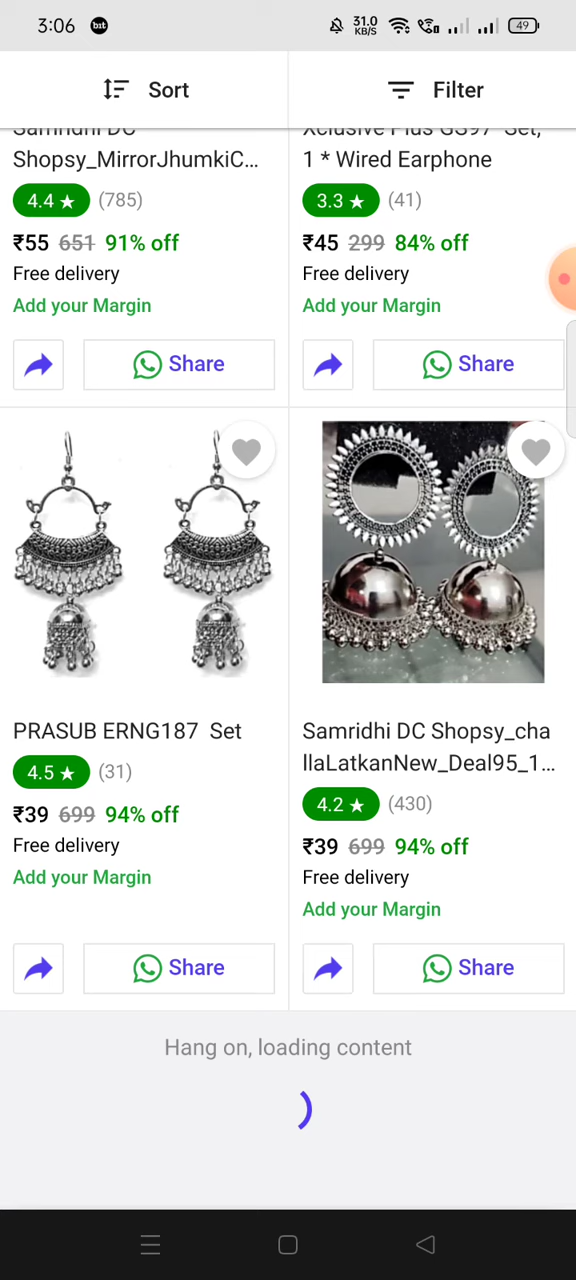 3:06
bit
31.0
KB/S
49
Sort
Filter
Samridhi DC
Shopsy_MirrorJhumkiC...
4.4 ★ (785)
₹55 651 91% off
Free delivery
Add your Margin
Share
Xclusive Plus GS97 Set,
1 * Wired Earphone
3.3 ★ (41)
₹45 299 84% off
Free delivery
Add your Margin
Share
PRASUB ERNG187 Set
4.5 ★ (31)
₹39 699 94% off
Free delivery
Add your Margin
Share
Samridhi DC Shopsy_cha
llaLatkanNew_Deal95_1...
4.2 ★ (430)
₹39 699 94% off
Free delivery
Add your Margin
Share
Hang on, loading content